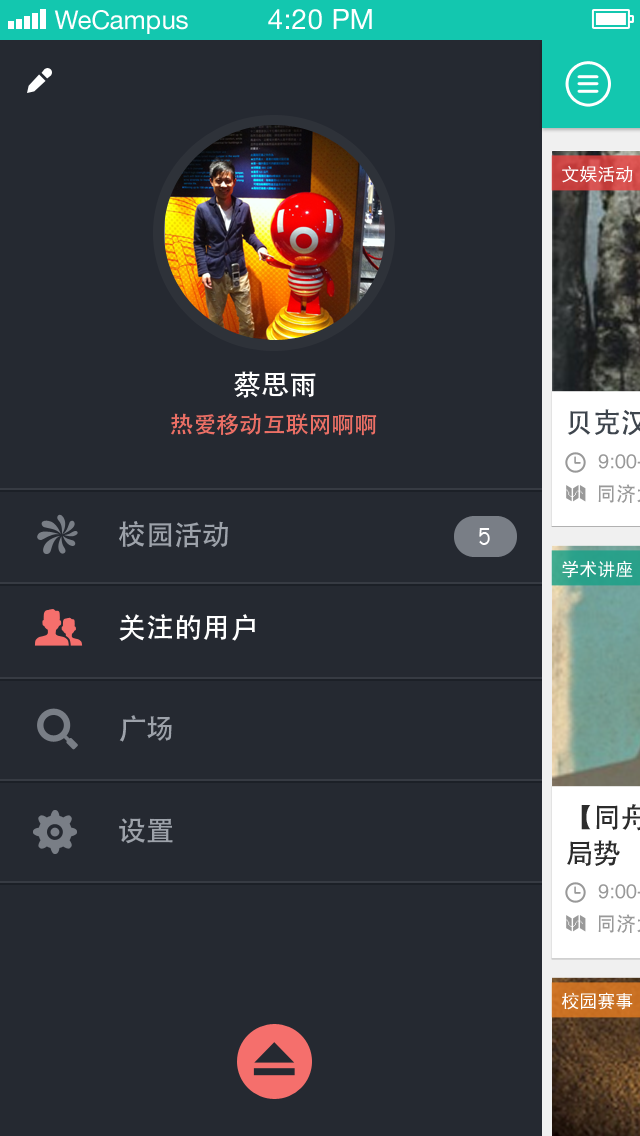 WeCampus 4:20 PM
蔡思雨
热爱移动互联网啊啊
校园活动 5
关注的用户
广场
设置
文娱活动
贝克汉
9:00-
同济
学术讲座
【同舟
局势
9:00-
同济
校园赛事